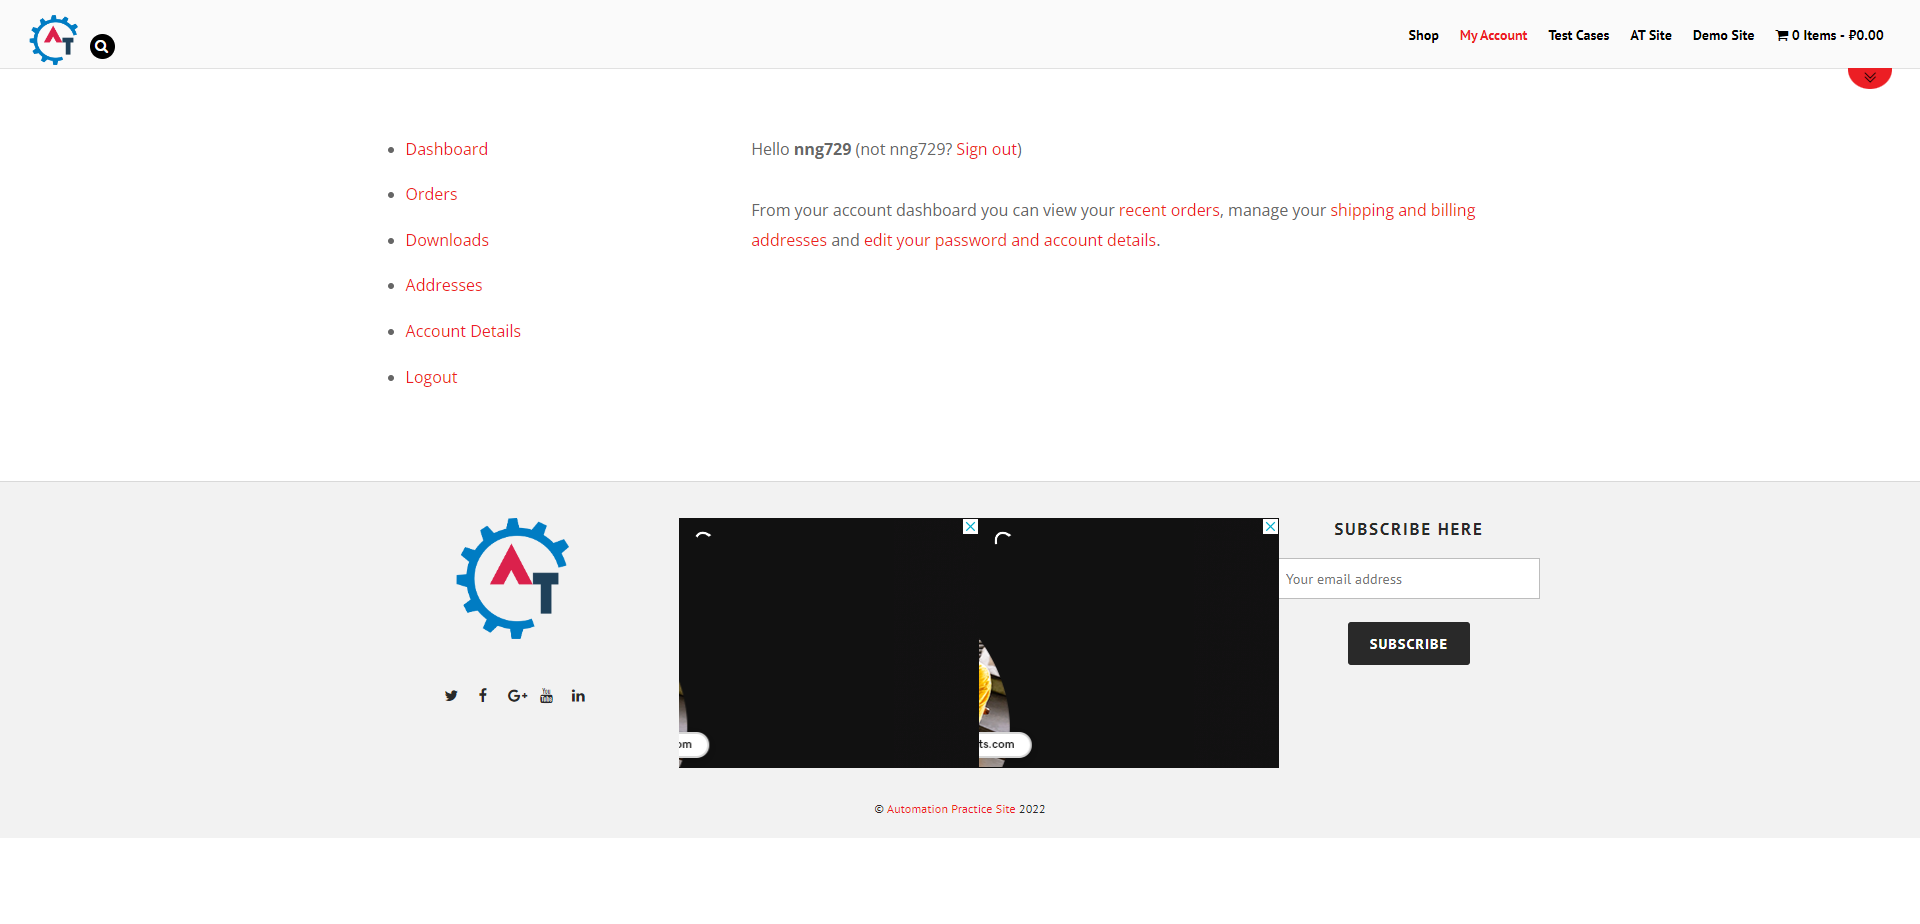 Shop My Account Test Cases AT Site Demo Site 0 Items - ₽0.00
Dashboard
Orders
Downloads
Addresses
Account Details
Logout
Hello nng729 (not nng729? Sign out)
From your account dashboard you can view your recent orders, manage your shipping and billing
addresses and edit your password and account details.
AT
SUBSCRIBE HERE
Your email address
SUBSCRIBE
ts.com
© Automation Practice Site 2022